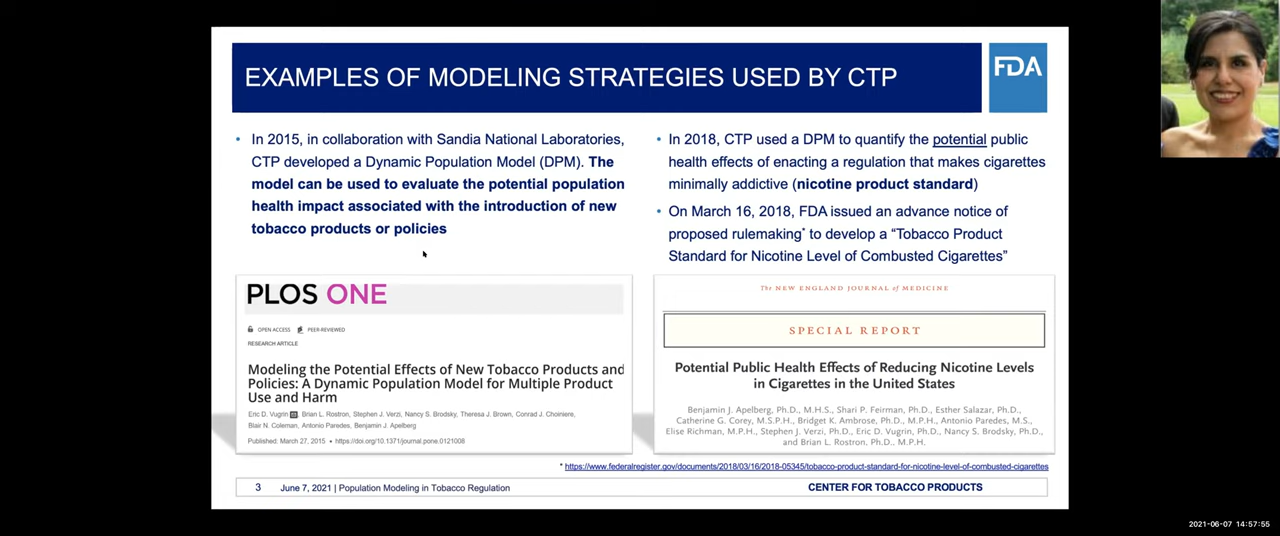 EXAMPLES OF MODELING STRATEGIES USED BY CTP
FDA
• In 2015, in collaboration with Sandia National Laboratories,
CTP developed a Dynamic Population Model (DPM). The
model can be used to evaluate the potential population
health impact associated with the introduction of new
tobacco products or policies
• In 2018, CTP used a DPM to quantify the potential public
health effects of enacting a regulation that makes cigarettes
minimally addictive (nicotine product standard)
• On March 16, 2018, FDA issued an advance notice of
proposed rulemaking* to develop a “Tobacco Product
Standard for Nicotine Level of Combusted Cigarettes”
PLOS ONE
OPEN ACCESS PEER-REVIEWED
RESEARCH ARTICLE
Modeling the Potential Effects of New Tobacco Products and
Policies: A Dynamic Population Model for Multiple Product
Use and Harm
Eric D. Vugrin, Brian L. Rostron, Stephen J. Verzi, Nancy S. Brodsky, Theresa J. Brown, Conrad J. Choiniere,
Blair N. Coleman, Antonio Paredes, Benjamin J. Apelberg
Published: March 27, 2015 • https://doi.org/10.1371/journal.pone.0121008
The NEW ENGLAND JOURNAL of MEDICINE
SPECIAL REPORT
Potential Public Health Effects of Reducing Nicotine Levels
in Cigarettes in the United States
Benjamin J. Apelberg, Ph.D., M.H.S., Shari P. Feirman, Ph.D., Esther Salazar, Ph.D.,
Catherine G. Corey, M.S.P.H., Bridget K. Ambrose, Ph.D., M.P.H., Antonio Paredes, M.S.,
Elise Richman, M.P.H., Stephen J. Verzi, Ph.D., Eric D. Vugrin, Ph.D., Nancy S. Brodsky, Ph.D.,
and Brian L. Rostron, Ph.D., M.P.H.
* https://www.federalregister.gov/documents/2018/03/16/2018-05345/tobacco-product-standard-for-nicotine-level-of-combusted-cigarettes
3 June 7, 2021 | Population Modeling in Tobacco Regulation
CENTER FOR TOBACCO PRODUCTS
2021-06-07 14:57:55